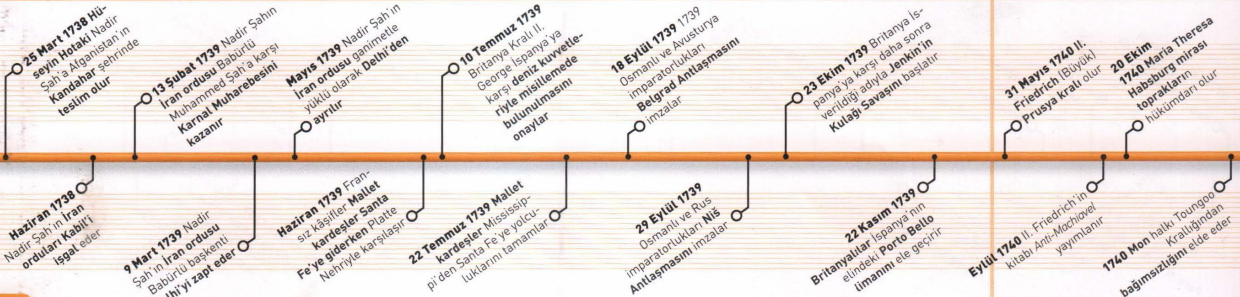 25 Mart 1738 Hü-
seyin Hotaki Nadir
Şah'a Afganistan'ın
Kandahar şehrinde
teslim olur
13 Şubat 1739 Nadir Şahın
İran ordusu Babürlü
Muhammed Şah'a karşı
Karnal Muharebesini
kazanır
Mayıs 1739 Nadir Şah'ın
İran ordusu ganimetle
yüklü olarak Delhi'den
ayrılır
10 Temmuz 1739
Britanya Kralı II.
George İspanya'ya
karşı deniz kuvvetle-
riyle misillemede
bulunulmasını
onaylar
18 Eylül 1739 1739
Osmanlı ve Avusturya
imparatorlukları
Belgrad Antlaşmasını
imzalar
23 Ekim 1739 Britanya İs-
panya'ya karşı daha sonra
verildiği adıyla Jenkin'in
Kulağı Savaşını başlatır
31 Mayıs 1740 II.
Friedrich (Büyük)
Prusya kralı olur
20 Ekim
1740 Maria Theresa
Habsburg mirası
toprakların
hükümdarı olur
Haziran 1738
Nadir Şah'ın İran
orduları Kabil'i
işgal eder
9 Mart 1739 Nadir
Şah'ın İran ordusu
Babürlü başkenti
lhi'yi zapt eder
Haziran 1739 Fran-
sız kâşifler Mallet
kardeşler Santa
Fe'ye giderken Platte
Nehriyle karşılaşır
22 Temmuz 1739 Mallet
kardeşler Mississip-
pi'den Santa Fe'ye yolcu-
luklarını tamamlar
29 Eylül 1739
Osmanlı ve Rus
imparatorlukları Niş
Antlaşmasını imzalar
22 Kasım 1739
Britanyalılar İspanya'nın
elindeki Porto Bello
limanını ele geçirir
Eylül 1740 II. Friedrich'in
kitabı Anti-Machiavel
yayımlanır
1740 Mon halkı Toungoo
Krallığından
bağımsızlığını elde eder